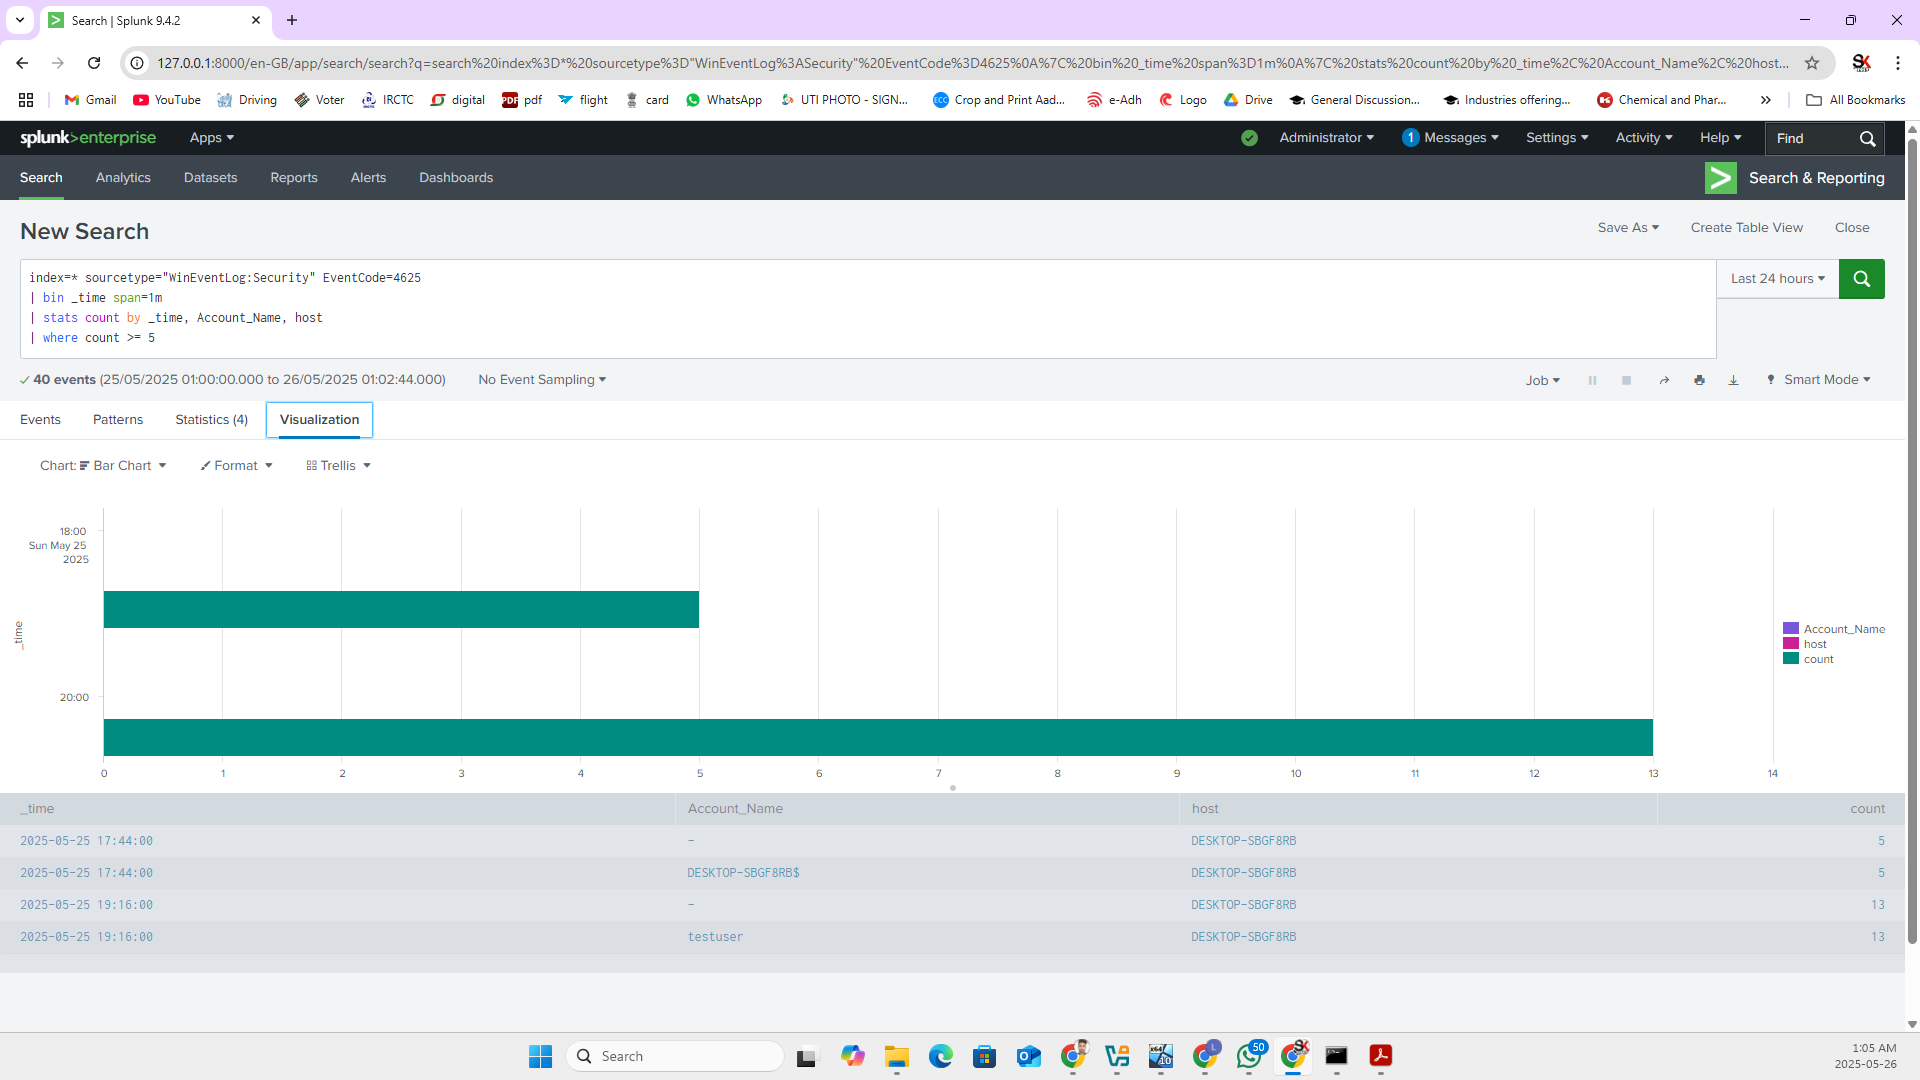 Search | Splunk 9.4.2
127.0.0.1:8000/en-GB/app/search/search?q=search%20index%3D*%20sourcetype%3D"WinEventLog%3ASecurity"%20EventCode%3D4625%0A%7C%20bin%20_time%20span%3D1m%0A%7C%20stats%20count%20by%20_time%2C%20Account_Name%2C%20host...
Gmail YouTube Driving Voter IRCTC digital PDF pdf flight card WhatsApp UTI PHOTO - SIGN... ECC Crop and Print Aad... e-Adh Logo Drive General Discussion... Industries offering... Chemical and Phar... » All Bookmarks
splunk>enterprise Apps Administrator 1 Messages Settings Activity Help Find
Search Analytics Datasets Reports Alerts Dashboards > Search & Reporting
New Search Save As Create Table View Close
index=* sourcetype="WinEventLog:Security" EventCode=4625 Last 24 hours
| bin _time span=1m
| stats count by _time, Account_Name, host
| where count >= 5
40 events (25/05/2025 01:00:00.000 to 26/05/2025 01:02:44.000) No Event Sampling Job Smart Mode
Events Patterns Statistics (4) Visualization
Chart: Bar Chart Format Trellis
18:00
Sun May 25
2025
_time
20:00
Account_Name
host
count
0 1 2 3 4 5 6 7 8 9 10 11 12 13 14
_time Account_Name host count
2025-05-25 17:44:00 - DESKTOP-SBGF8RB 5
2025-05-25 17:44:00 DESKTOP-SBGF8RB$ DESKTOP-SBGF8RB 5
2025-05-25 19:16:00 - DESKTOP-SBGF8RB 13
2025-05-25 19:16:00 testuser DESKTOP-SBGF8RB 13
Search L 50 SK
1:05 AM
2025-05-26